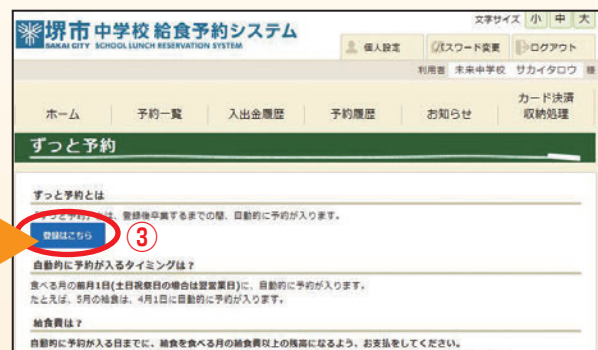 堺市 中学校 給食予約システム
SAKAI CITY SCHOOL LUNCH RESERVATION SYSTEM
文字サイズ 小 中 大
個人設定 パスワード変更 ログアウト
利用者 未来中学校 サカイタロウ 様
ホーム 予約一覧 入出金履歴 予約履歴 お知らせ カード決済
収納処理
ずっと予約
ずっと予約とは
「ずっと予約」とは、登録後卒業するまでの間、自動的に予約が入ります。
登録はこちら ③
自動的に予約が入るタイミングは？
食べる月の前月1日(土日祝祭日の場合は翌営業日)に、自動的に予約が入ります。
たとえば、5月の給食は、4月1日に自動的に予約が入ります。
給食費は？
自動的に予約が入る日までに、給食を食べる月の給食費以上の残高になるよう、お支払をしてください。